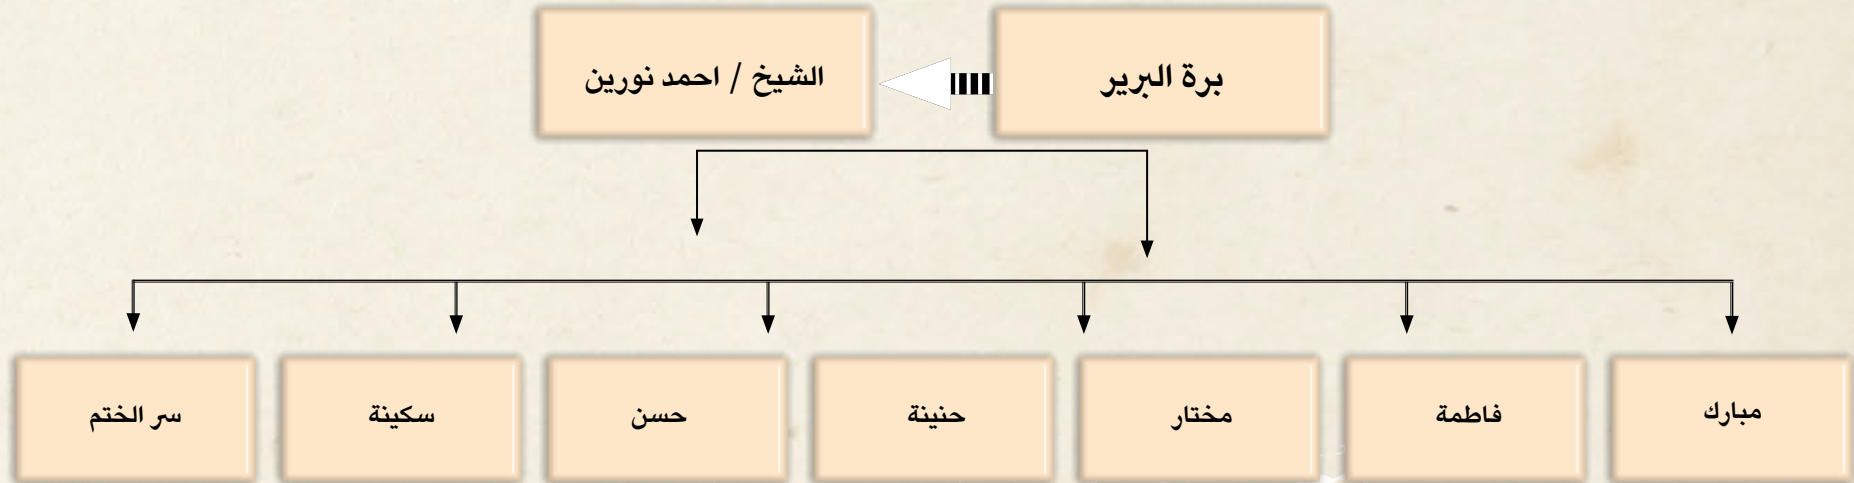 برة البرير
الشيخ / احمد نورين
مبارك
فاطمة
مختار
حنينة
حسن
سكينة
سر الختم